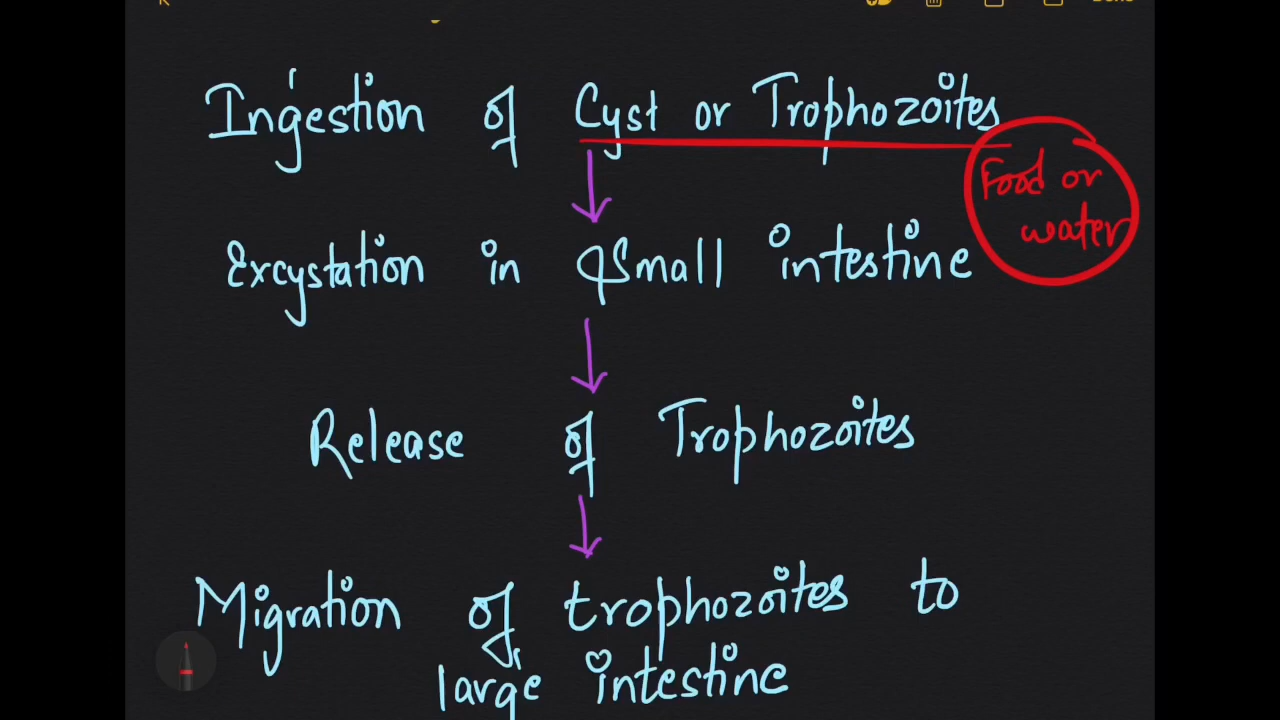 Ingestion of Cyst or Trophozoites
Food or
water
Excystation in Small intestine
Release of Trophozoites
Migration of trophozoites to
large intestine